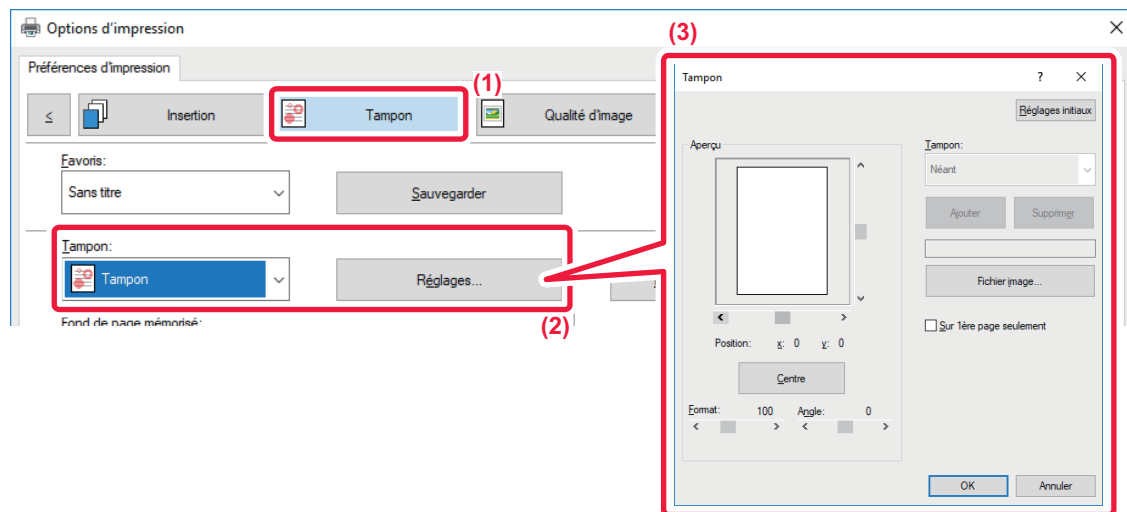 Options d'impression
(3)
Préférences d'impression
(1)
<
Insertion
Tampon
Qualité d'image
Favoris:
Sans titre
Sauvegarder
Tampon:
Tampon
Réglages...
Fond de page mémorisé:
(2)
Tampon
?
Réglages initiaux
Aperçu
Tampon:
Néant
Ajouter
Supprimer
Fichier image...
Sur 1ère page seulement
Position: x: 0 y: 0
Centre
Format: 100 Angle: 0
OK
Annuler